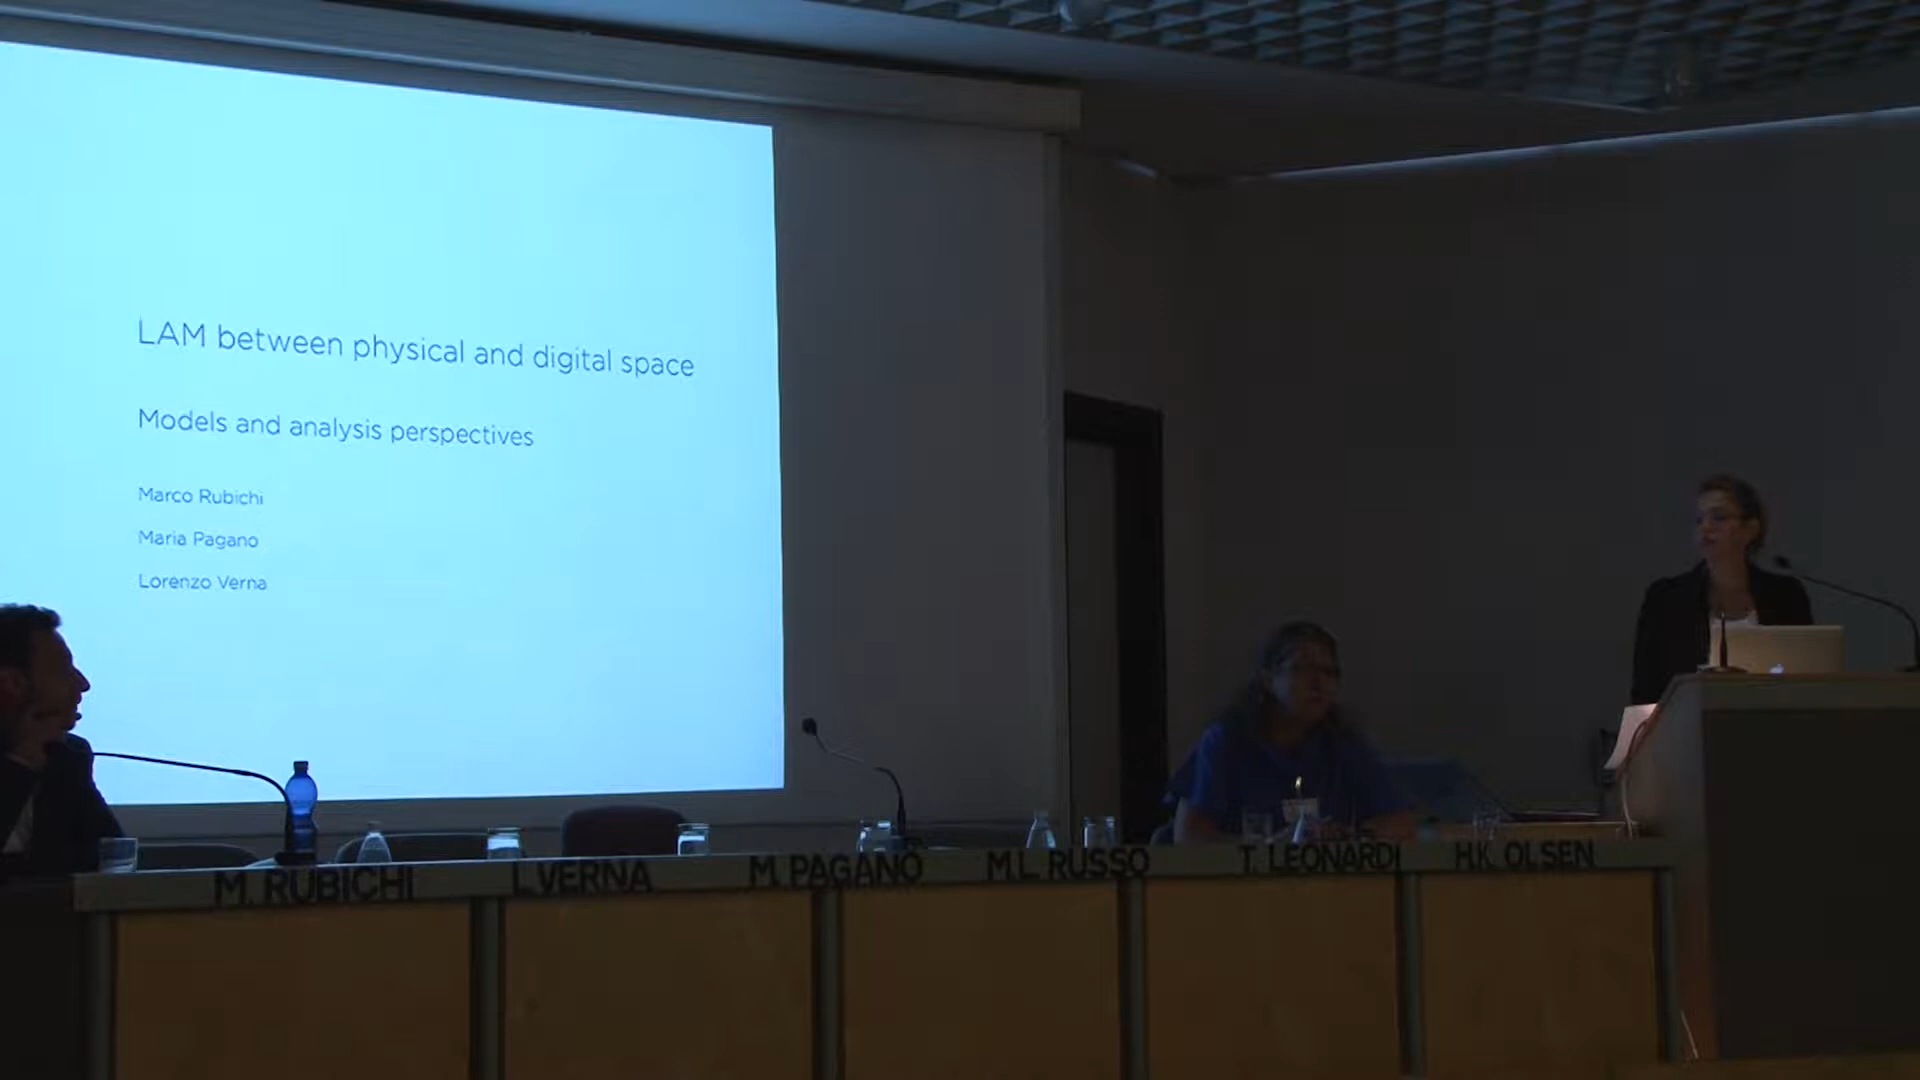 LAM between physical and digital space
Models and analysis perspectives
Marco Rubichi
Maria Pagano
Lorenzo Verna
M. RUBICHI
L.VERNA
M. PAGANO
M.L. RUSSO
T. LEONARDI
H.K. OLSEN